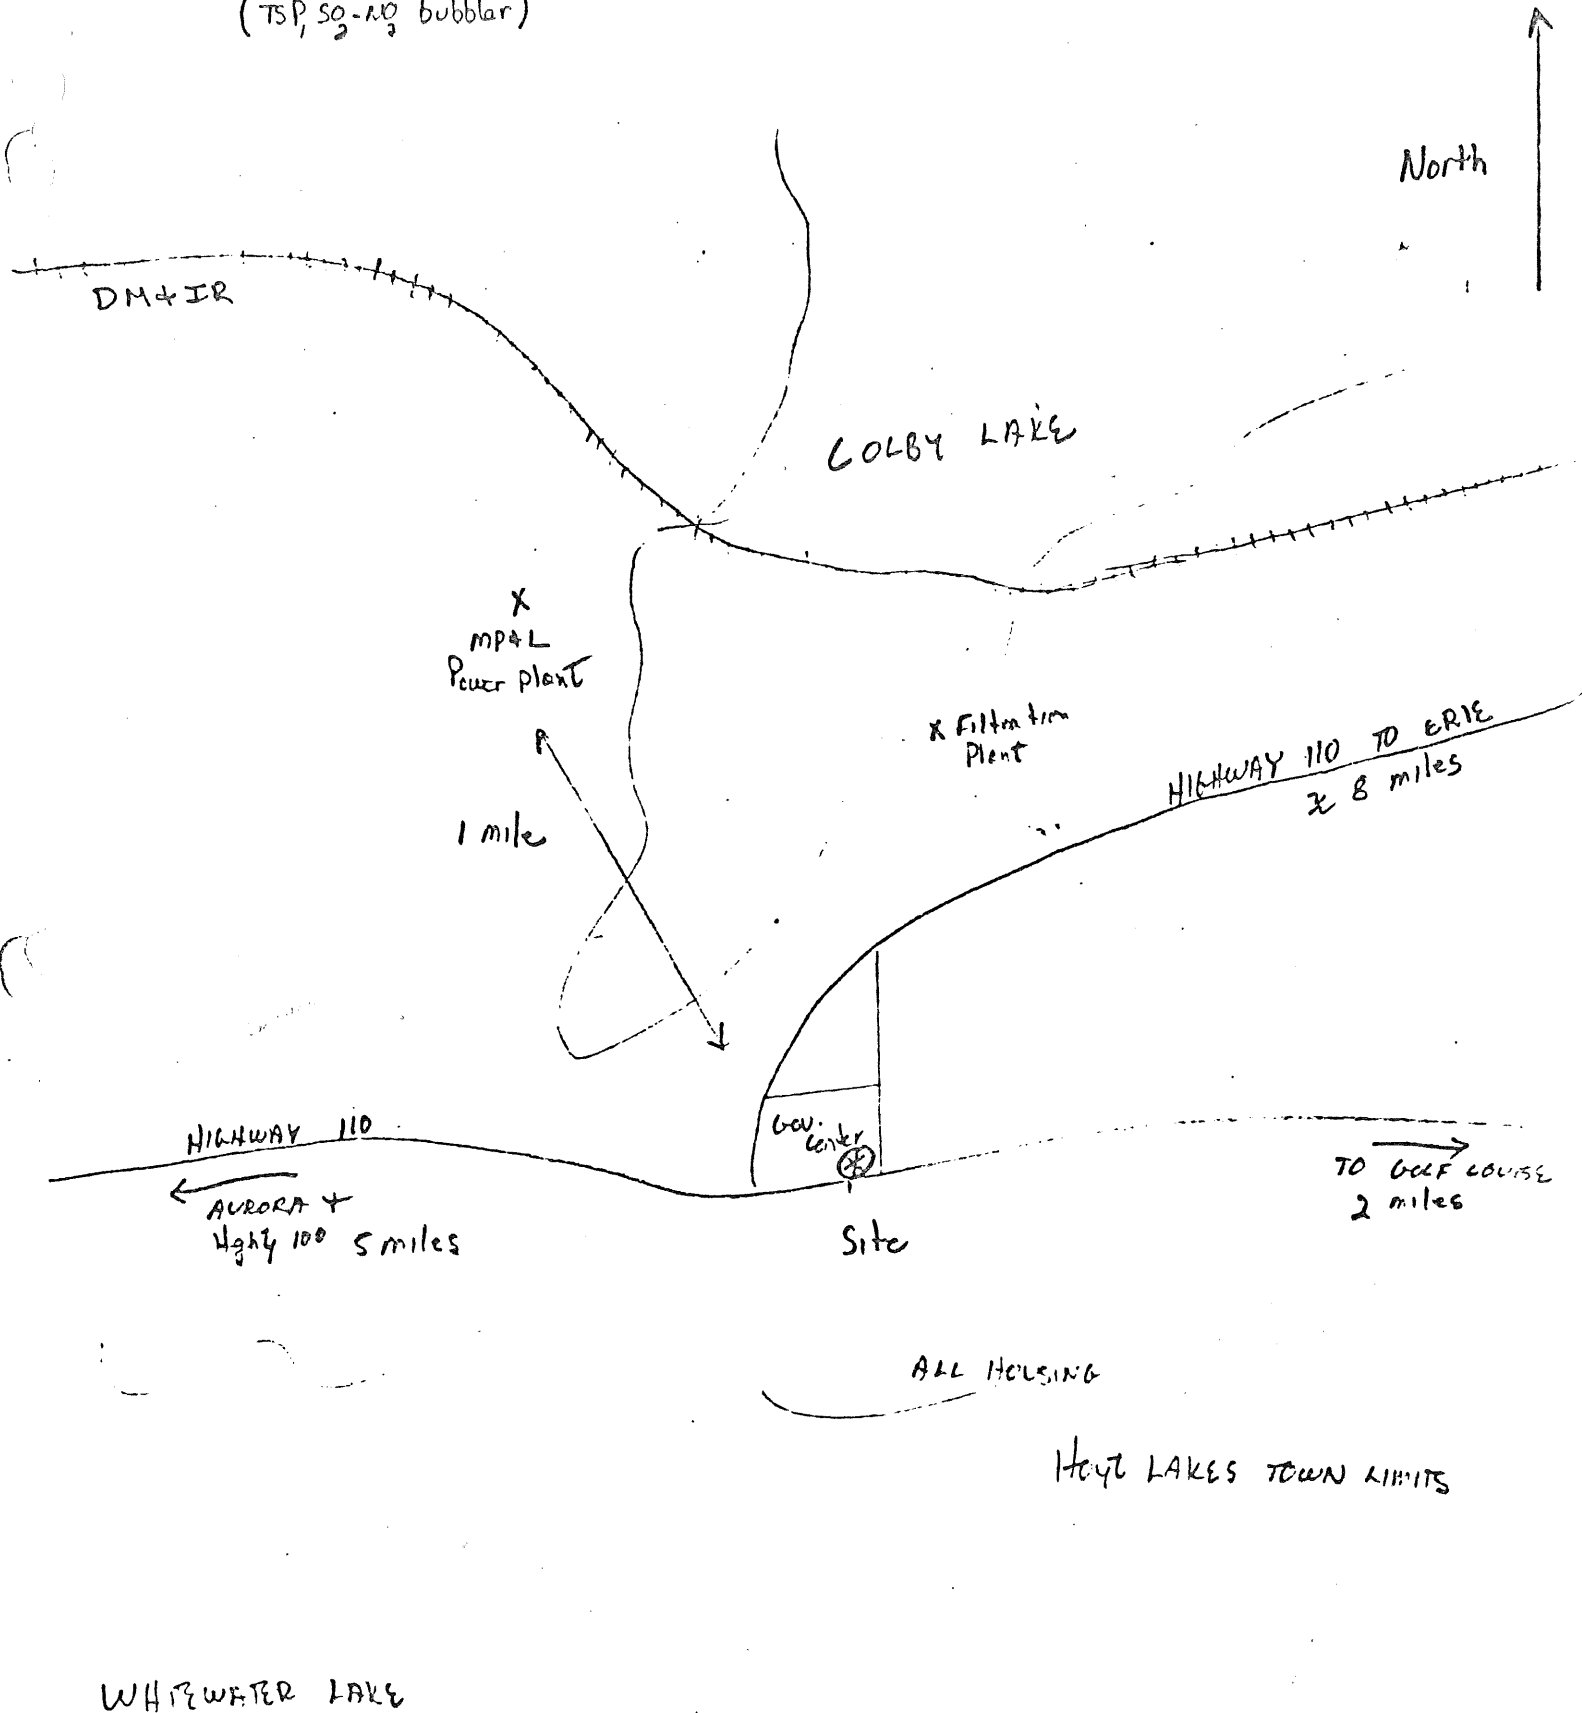 (TSP, SO2-NO2 bubblar)
North
DM&IR
COLBY LAKE
X
MP&L
Power Plant
X Filtration
Plant
HIGHWAY 110 TO ERIE
≈ 8 miles
1 mile
HIGHWAY 110
Gov.
Center
AURORA &
Hghy 100 5 miles
TO GOLF COURSE
2 miles
Site
ALL HOUSING
Hoyt LAKES TOWN LIMITS
WHITEWATER LAKE